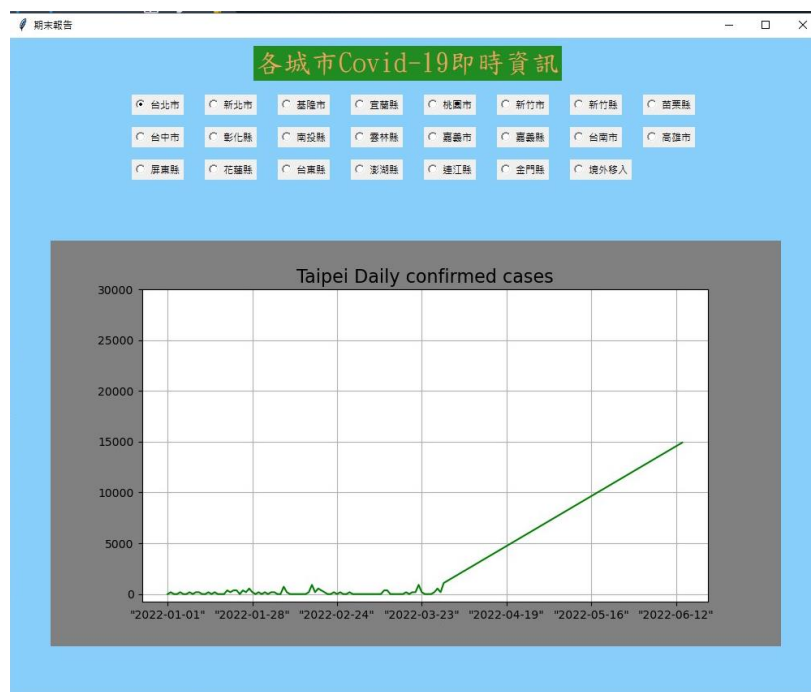 期末報告
各城市Covid-19即時資訊
台北市 新北市 基隆市 宜蘭縣 桃園市 新竹市 新竹縣 苗栗縣
台中市 彰化縣 南投縣 雲林縣 嘉義市 嘉義縣 台南市 高雄市
屏東縣 花蓮縣 台東縣 澎湖縣 連江縣 金門縣 境外移入
Taipei Daily confirmed cases
30000
25000
20000
15000
10000
5000
0
"2022-01-01" "2022-01-28" "2022-02-24" "2022-03-23" "2022-04-19" "2022-05-16" "2022-06-12"